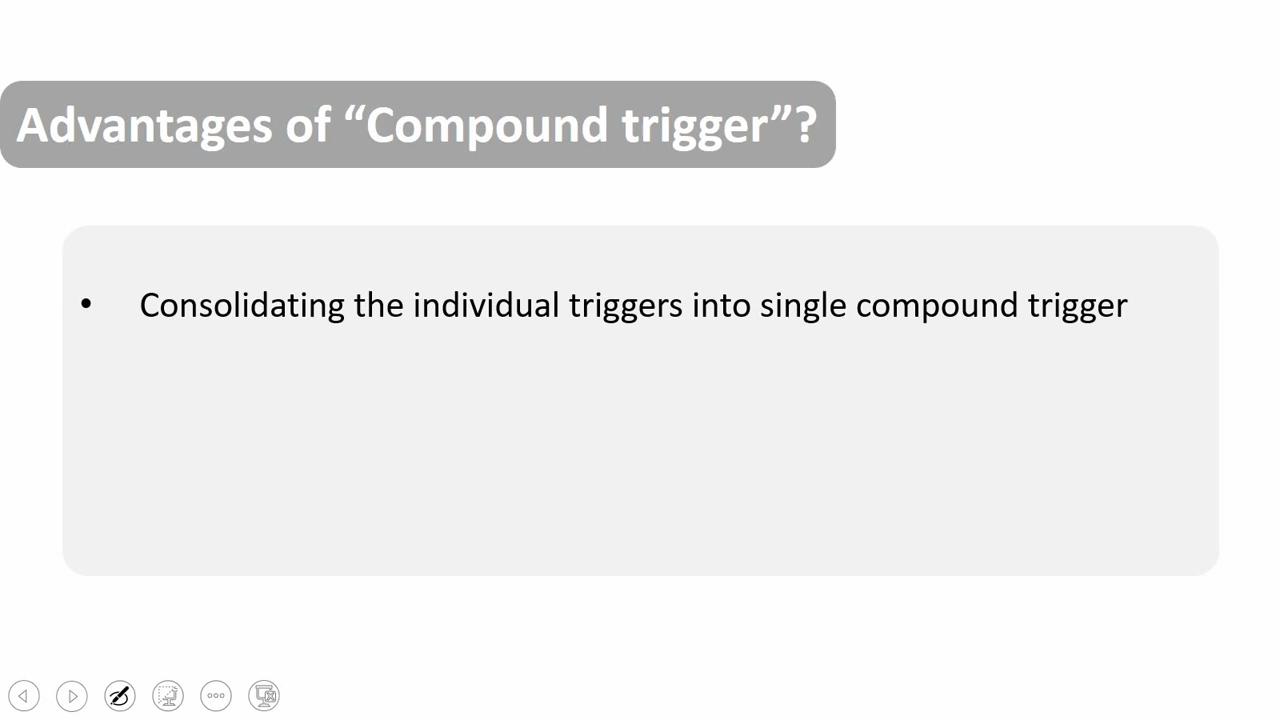 Advantages of “Compound trigger”?
• Consolidating the individual triggers into single compound trigger